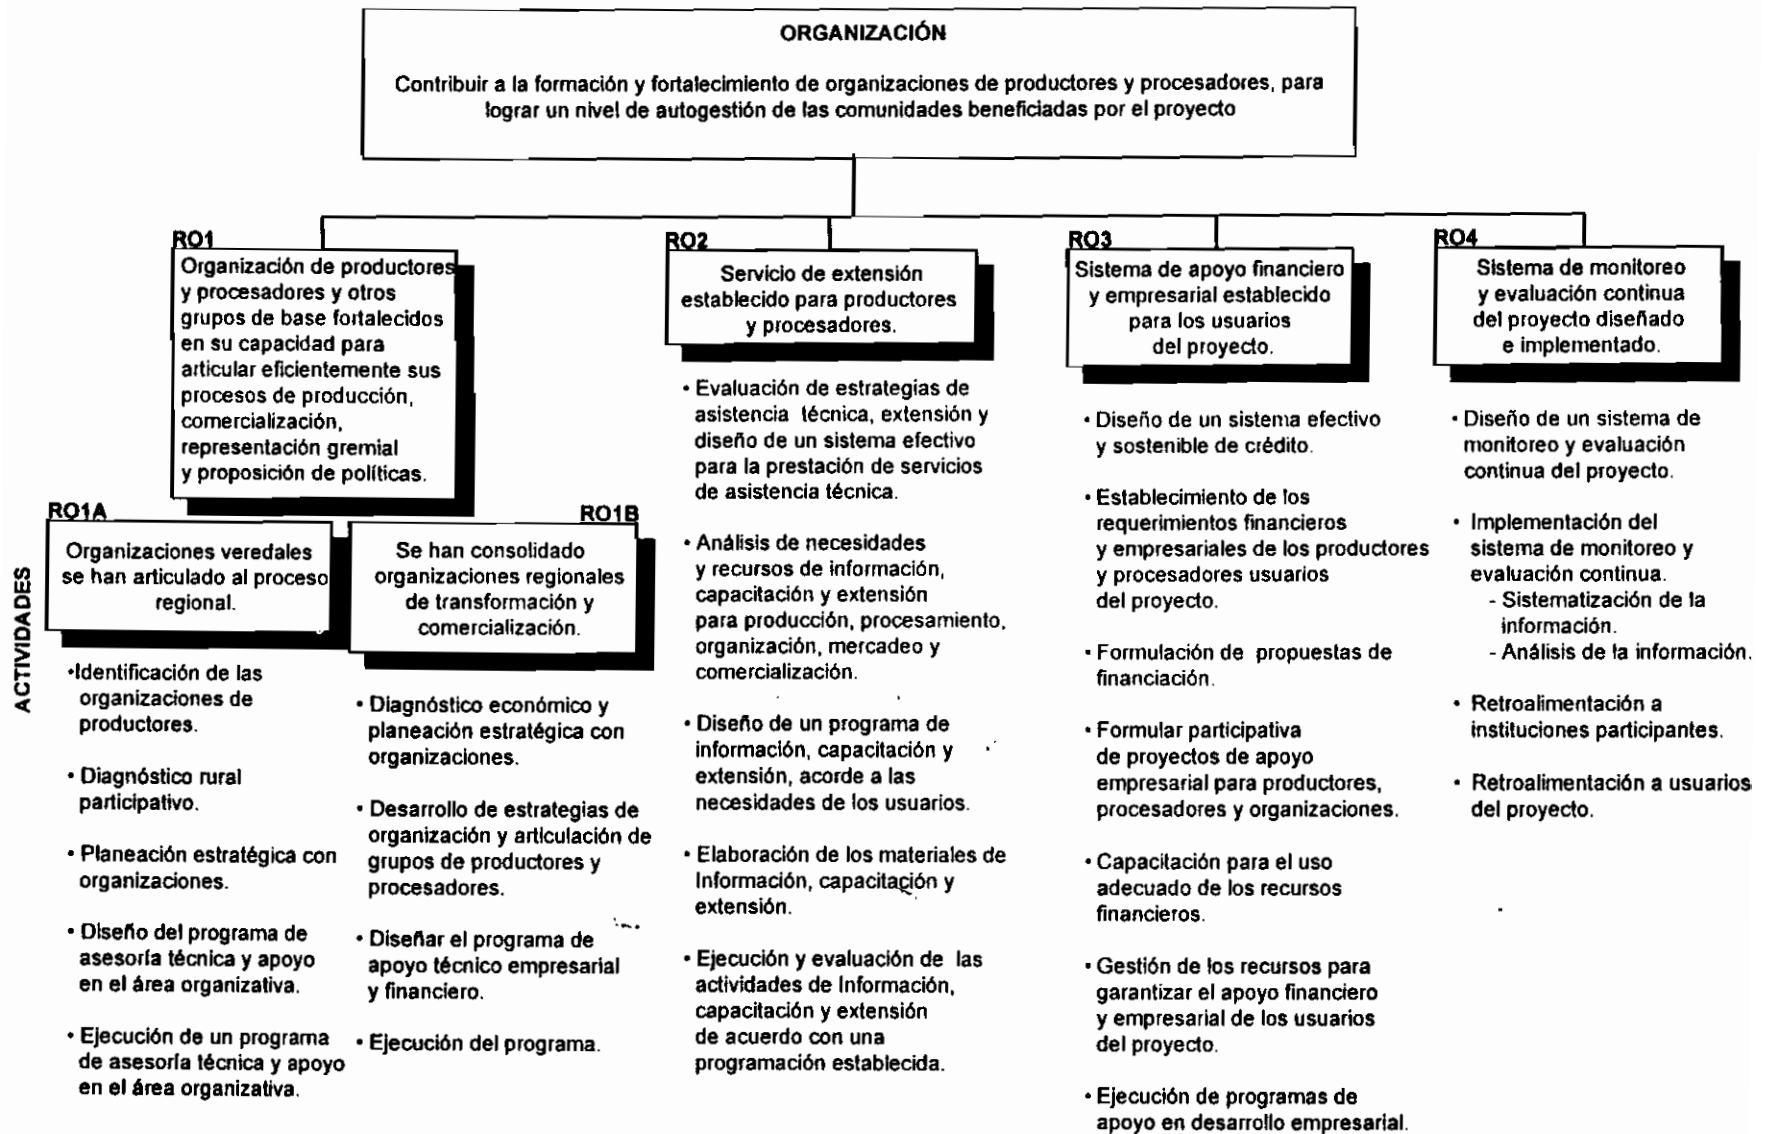 ORGANIZACIÓN
Contribuir a la formación y fortalecimiento de organizaciones de productores y procesadores, para
lograr un nivel de autogestión de las comunidades beneficiadas por el proyecto
RO1
Organización de productores
y procesadores y otros
grupos de base fortalecidos
en su capacidad para
articular eficientemente sus
procesos de producción,
comercialización,
representación gremial
y proposición de políticas.
RO1A
Organizaciones veredales
se han articulado al proceso
regional.
ACTIVIDADES
•Identificación de las
organizaciones de
productores.
• Diagnóstico rural
participativo.
• Planeación estratégica con
organizaciones.
• Diseño del programa de
asesoría técnica y apoyo
en el área organizativa.
• Ejecución de un programa
de asesoría técnica y apoyo
en el área organizativa.
RO1B
Se han consolidado
organizaciones regionales
de transformación y
comercialización.
• Diagnóstico económico y
planeación estratégica con
organizaciones.
• Desarrollo de estrategias de
organización y articulación de
grupos de productores y
procesadores.
• Diseñar el programa de
apoyo técnico empresarial
y financiero.
• Ejecución del programa.
RO2
Servicio de extensión
establecido para productores
y procesadores.
• Evaluación de estrategias de
asistencia técnica, extensión y
diseño de un sistema efectivo
para la prestación de servicios
de asistencia técnica.
• Análisis de necesidades
y recursos de información,
capacitación y extensión
para producción, procesamiento,
organización, mercadeo y
comercialización.
• Diseño de un programa de
información, capacitación y
extensión, acorde a las
necesidades de los usuarios.
• Elaboración de los materiales de
Información, capacitación y
extensión.
• Ejecución y evaluación de las
actividades de Información,
capacitación y extensión
de acuerdo con una
programación establecida.
RO3
Sistema de apoyo financiero
y empresarial establecido
para los usuarios
del proyecto.
• Diseño de un sistema efectivo
y sostenible de crédito.
• Establecimiento de los
requerimientos financieros
y empresariales de los productores
y procesadores usuarios
del proyecto.
• Formulación de propuestas de
financiación.
• Formular participativa
de proyectos de apoyo
empresarial para productores,
procesadores y organizaciones.
• Capacitación para el uso
adecuado de los recursos
financieros.
• Gestión de los recursos para
garantizar el apoyo financiero
y empresarial de los usuarios
del proyecto.
• Ejecución de programas de
apoyo en desarrollo empresarial.
RO4
Sistema de monitoreo
y evaluación continua
del proyecto diseñado
e implementado.
• Diseño de un sistema de
monitoreo y evaluación
continua del proyecto.
• Implementación del
sistema de monitoreo y
evaluación continua.
- Sistematización de la
información.
- Análisis de la información.
• Retroalimentación a
instituciones participantes.
• Retroalimentación a usuarios
del proyecto.